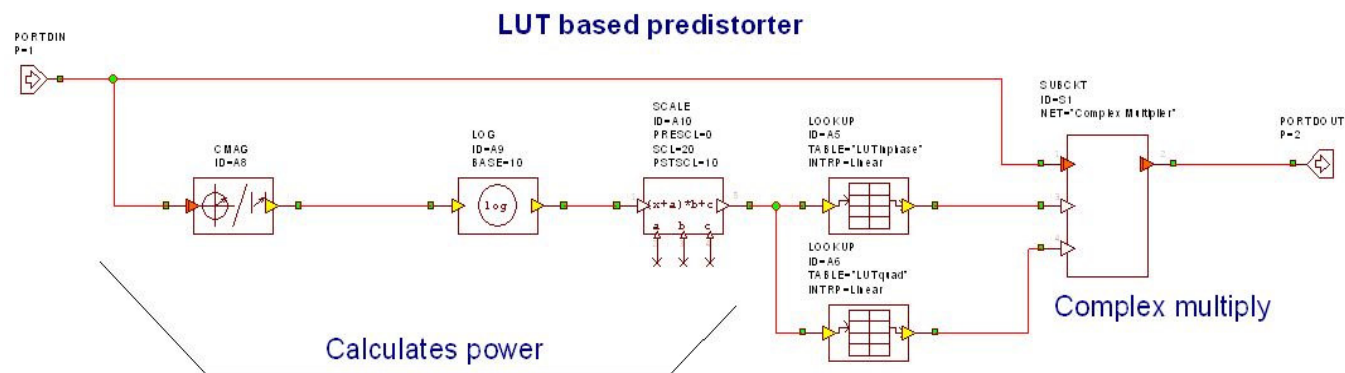 LUT based predistorter
PORTDIN
P=1
CMAG
ID=A8
LOG
ID=A9
BASE=10
log
SCALE
ID=A10
PRESCL=0
SCL=20
PSTSCL=10
(x+a)*b+c
a b c
LOOKUP
ID=A5
TABLE="LUTInphase"
INTRP=Linear
LOOKUP
ID=A6
TABLE="LUTquad"
INTRP=Linear
SUBCKT
ID=S1
NET="Complex Multiplier"
PORTDOUT
P=2
Calculates power
Complex multiply